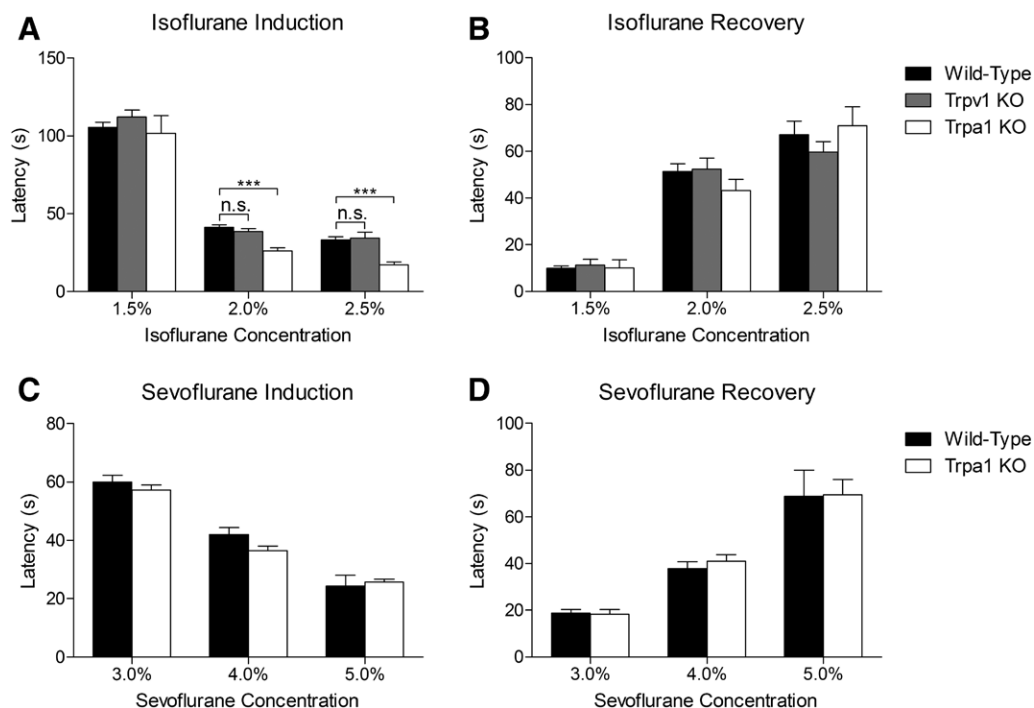 A
Isoflurane Induction
Latency (s)
150
100
50
0
***
n.s.
***
n.s.
1.5%
2.0%
2.5%
Isoflurane Concentration
B
Isoflurane Recovery
Latency (s)
100
80
60
40
20
0
1.5%
2.0%
2.5%
Isoflurane Concentration
Wild-Type
Trpv1 KO
Trpa1 KO
C
Sevoflurane Induction
Latency (s)
80
60
40
20
0
3.0%
4.0%
5.0%
Sevoflurane Concentration
D
Sevoflurane Recovery
Latency (s)
100
80
60
40
20
0
3.0%
4.0%
5.0%
Sevoflurane Concentration
Wild-Type
Trpa1 KO